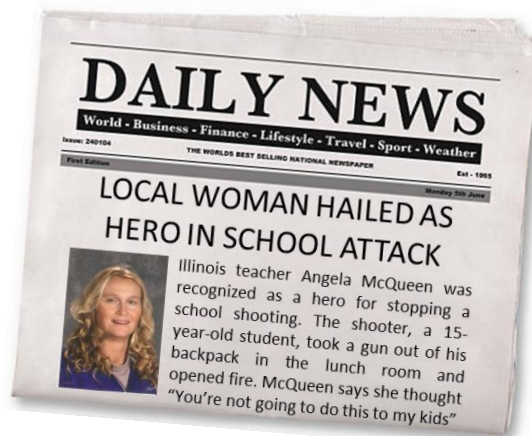 DAILY NEWS
World - Business - Finance - Lifestyle - Travel - Sport - Weather
Issue: 240104
THE WORLDS BEST SELLING NATIONAL NEWSPAPER
Est - 1965
First Edition
Monday 5th June
LOCAL WOMAN HAILED AS
HERO IN SCHOOL ATTACK
Illinois teacher Angela McQueen was
recognized as a hero for stopping a
school shooting. The shooter, a 15-
year-old student, took a gun out of his
backpack in the lunch room and
opened fire. McQueen says she thought
“You're not going to do this to my kids”